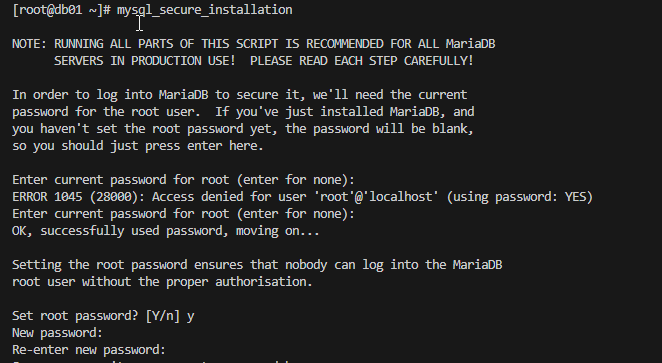 [root@db01 ~]# mysql_secure_installation
NOTE: RUNNING ALL PARTS OF THIS SCRIPT IS RECOMMENDED FOR ALL MariaDB
SERVERS IN PRODUCTION USE!  PLEASE READ EACH STEP CAREFULLY!
In order to log into MariaDB to secure it, we'll need the current
password for the root user.  If you've just installed MariaDB, and
you haven't set the root password yet, the password will be blank,
so you should just press enter here.
Enter current password for root (enter for none):
ERROR 1045 (28000): Access denied for user 'root'@'localhost' (using password: YES)
Enter current password for root (enter for none):
OK, successfully used password, moving on...
Setting the root password ensures that nobody can log into the MariaDB
root user without the proper authorisation.
Set root password? [Y/n] y
New password:
Re-enter new password: